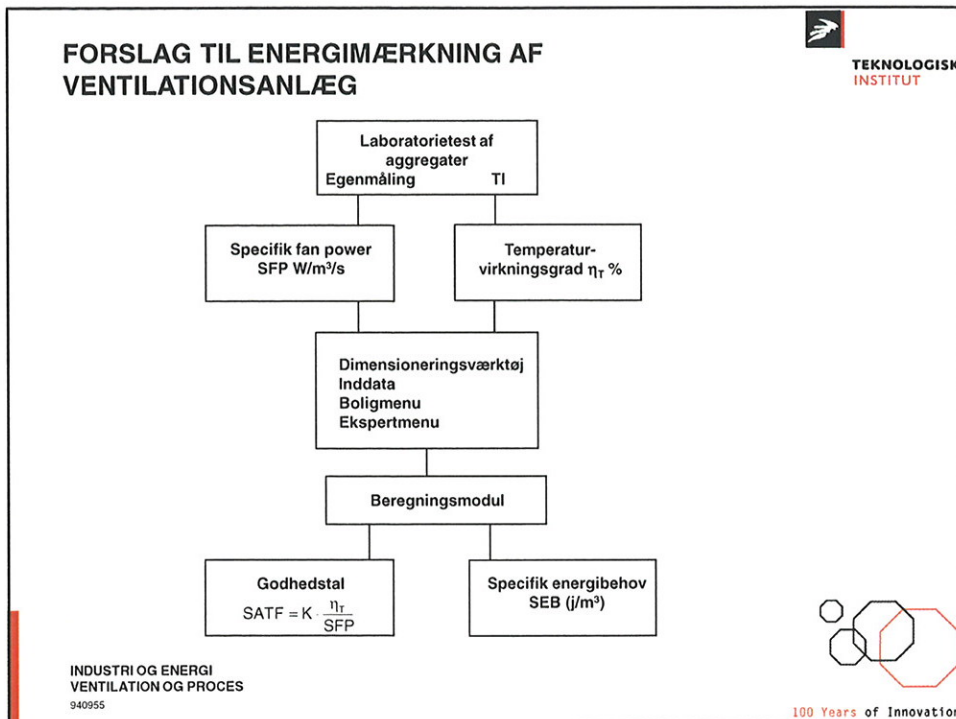 FORSLAG TIL ENERGIMÆRKNING AF
VENTILATIONSANLÆG
TEKNOLOGISK
INSTITUT
Laboratorietest af
aggregater
Egenmåling TI
Specifik fan power
SFP W/m³/s
Temperatur-
virkningsgrad η_T %
Dimensioneringsværktøj
Inddata
Boligmenu
Ekspertmenu
Beregningsmodul
Godhedstal
SATF = K · η_T / SFP
Specifik energibehov
SEB (j/m³)
INDUSTRI OG ENERGI
VENTILATION OG PROCES
940955
100 Years of Innovation